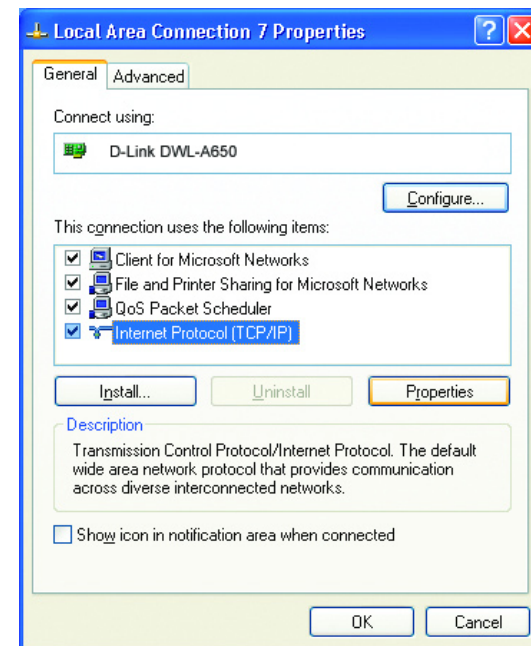 Local Area Connection 7 Properties
General Advanced
Connect using:
D-Link DWL-A650
Configure...
This connection uses the following items:
Client for Microsoft Networks
File and Printer Sharing for Microsoft Networks
QoS Packet Scheduler
Internet Protocol (TCP/IP)
Install... Uninstall Properties
Description
Transmission Control Protocol/Internet Protocol. The default
wide area network protocol that provides communication
across diverse interconnected networks.
Show icon in notification area when connected
OK Cancel